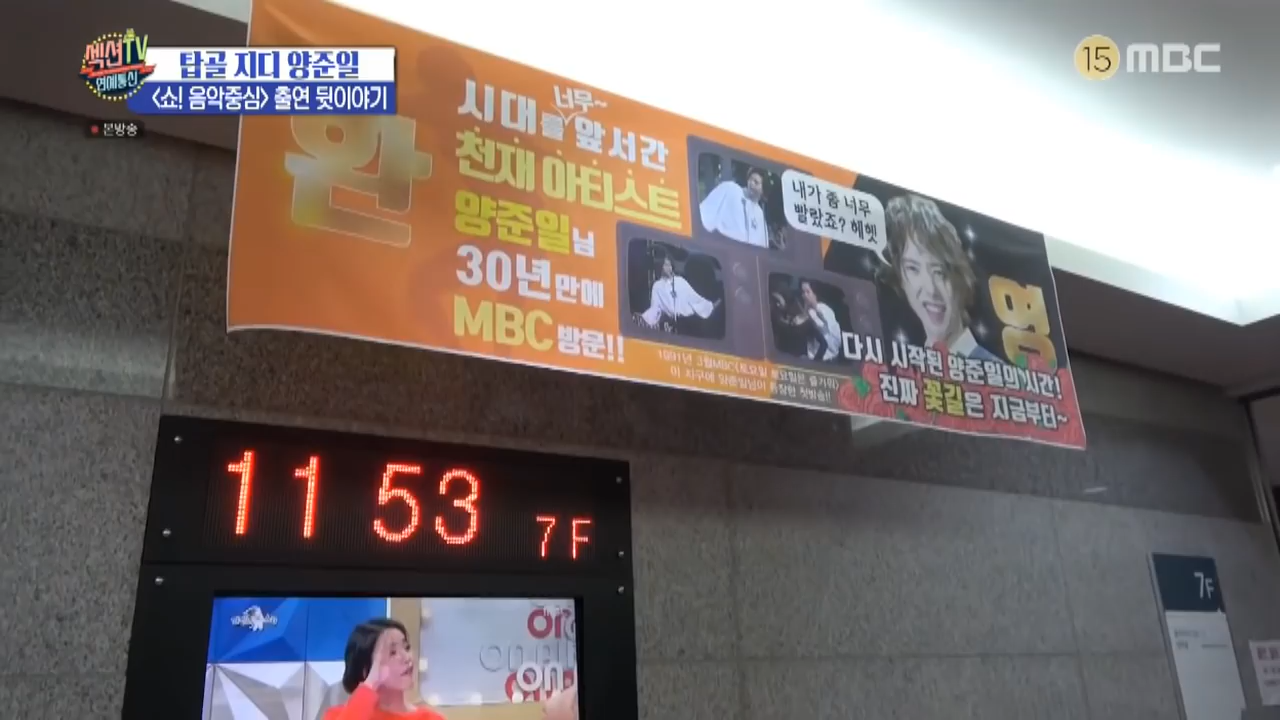 섹션TV
연예통신
탑골 지디 양준일
<쇼! 음악중심> 출연 뒷이야기
본방송
15 MBC
환
너무~
시대를 앞서간
천재 아티스트
양준일님
30년 만에
MBC 방문!!
내가 좀 너무
빨랐죠? 헤헷
영
다시 시작된 양준일의 시간!
진짜 꽃길은 지금부터~
11 53
7F
on
7F